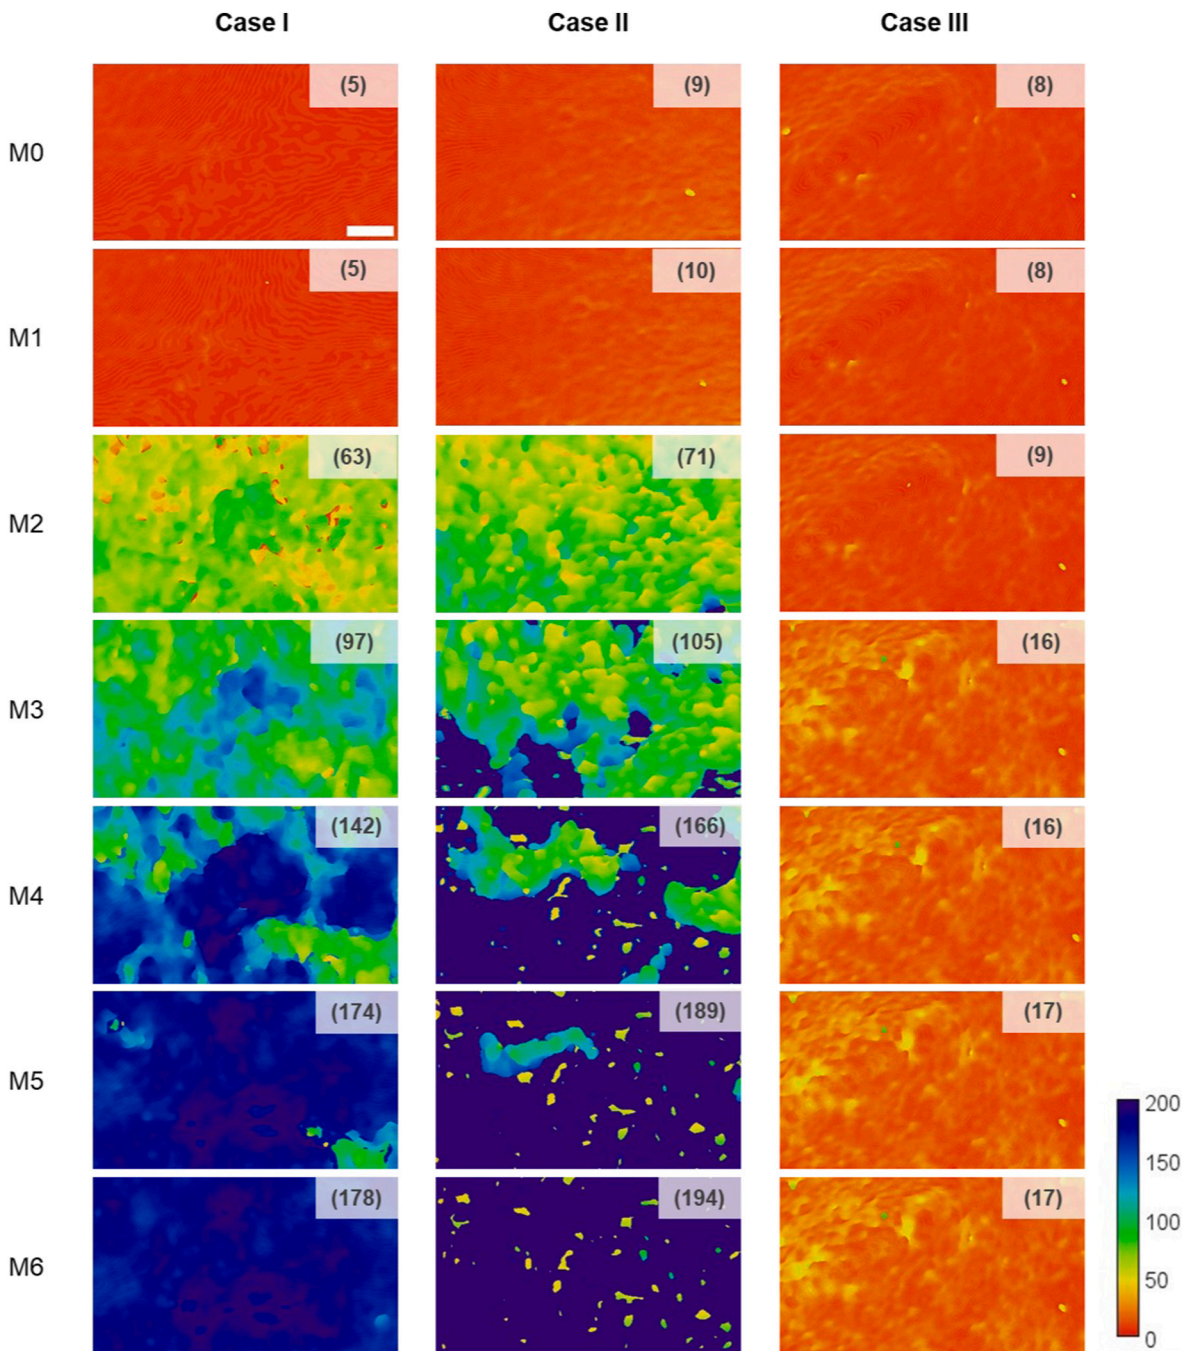 Case I Case II Case III
M0 (5) (9) (8)
M1 (5) (10) (8)
M2 (63) (71) (9)
M3 (97) (105) (16)
M4 (142) (166) (16)
M5 (174) (189) (17)
M6 (178) (194) (17)
200
150
100
50
0